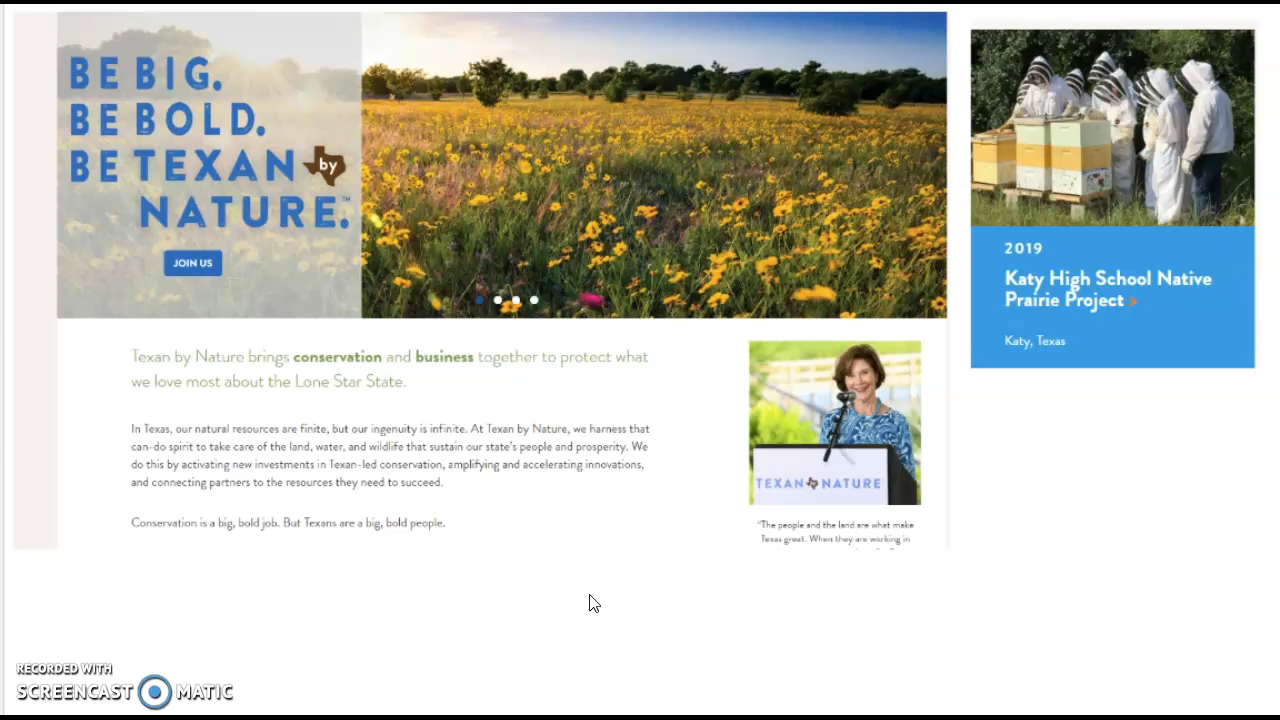 BE BIG.
BE BOLD.
BE TEXAN by
NATURE.™
JOIN US
Texan by Nature brings conservation and business together to protect what
we love most about the Lone Star State.
In Texas, our natural resources are finite, but our ingenuity is infinite. At Texan by Nature, we harness that
can-do spirit to take care of the land, water, and wildlife that sustain our state's people and prosperity. We
do this by activating new investments in Texan-led conservation, amplifying and accelerating innovations,
and connecting partners to the resources they need to succeed.
Conservation is a big, bold job. But Texans are a big, bold people.
TEXAN NATURE
"The people and the land are what make
Texas great. When they are working in
2019
Katy High School Native
Prairie Project >
Katy, Texas
RECORDED WITH
SCREENCAST MATIC